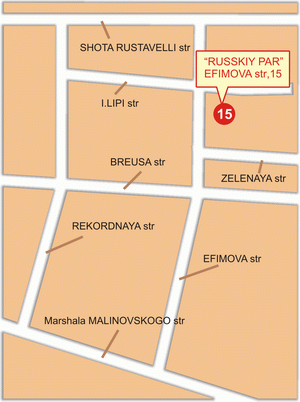 SHOTA RUSTAVELLI str
"RUSSKIY PAR"
EFIMOVA str,15
I.LIPI str
15
BREUSA str
ZELENAYA str
REKORDNAYA str
EFIMOVA str
Marshala MALINOVSKOGO str